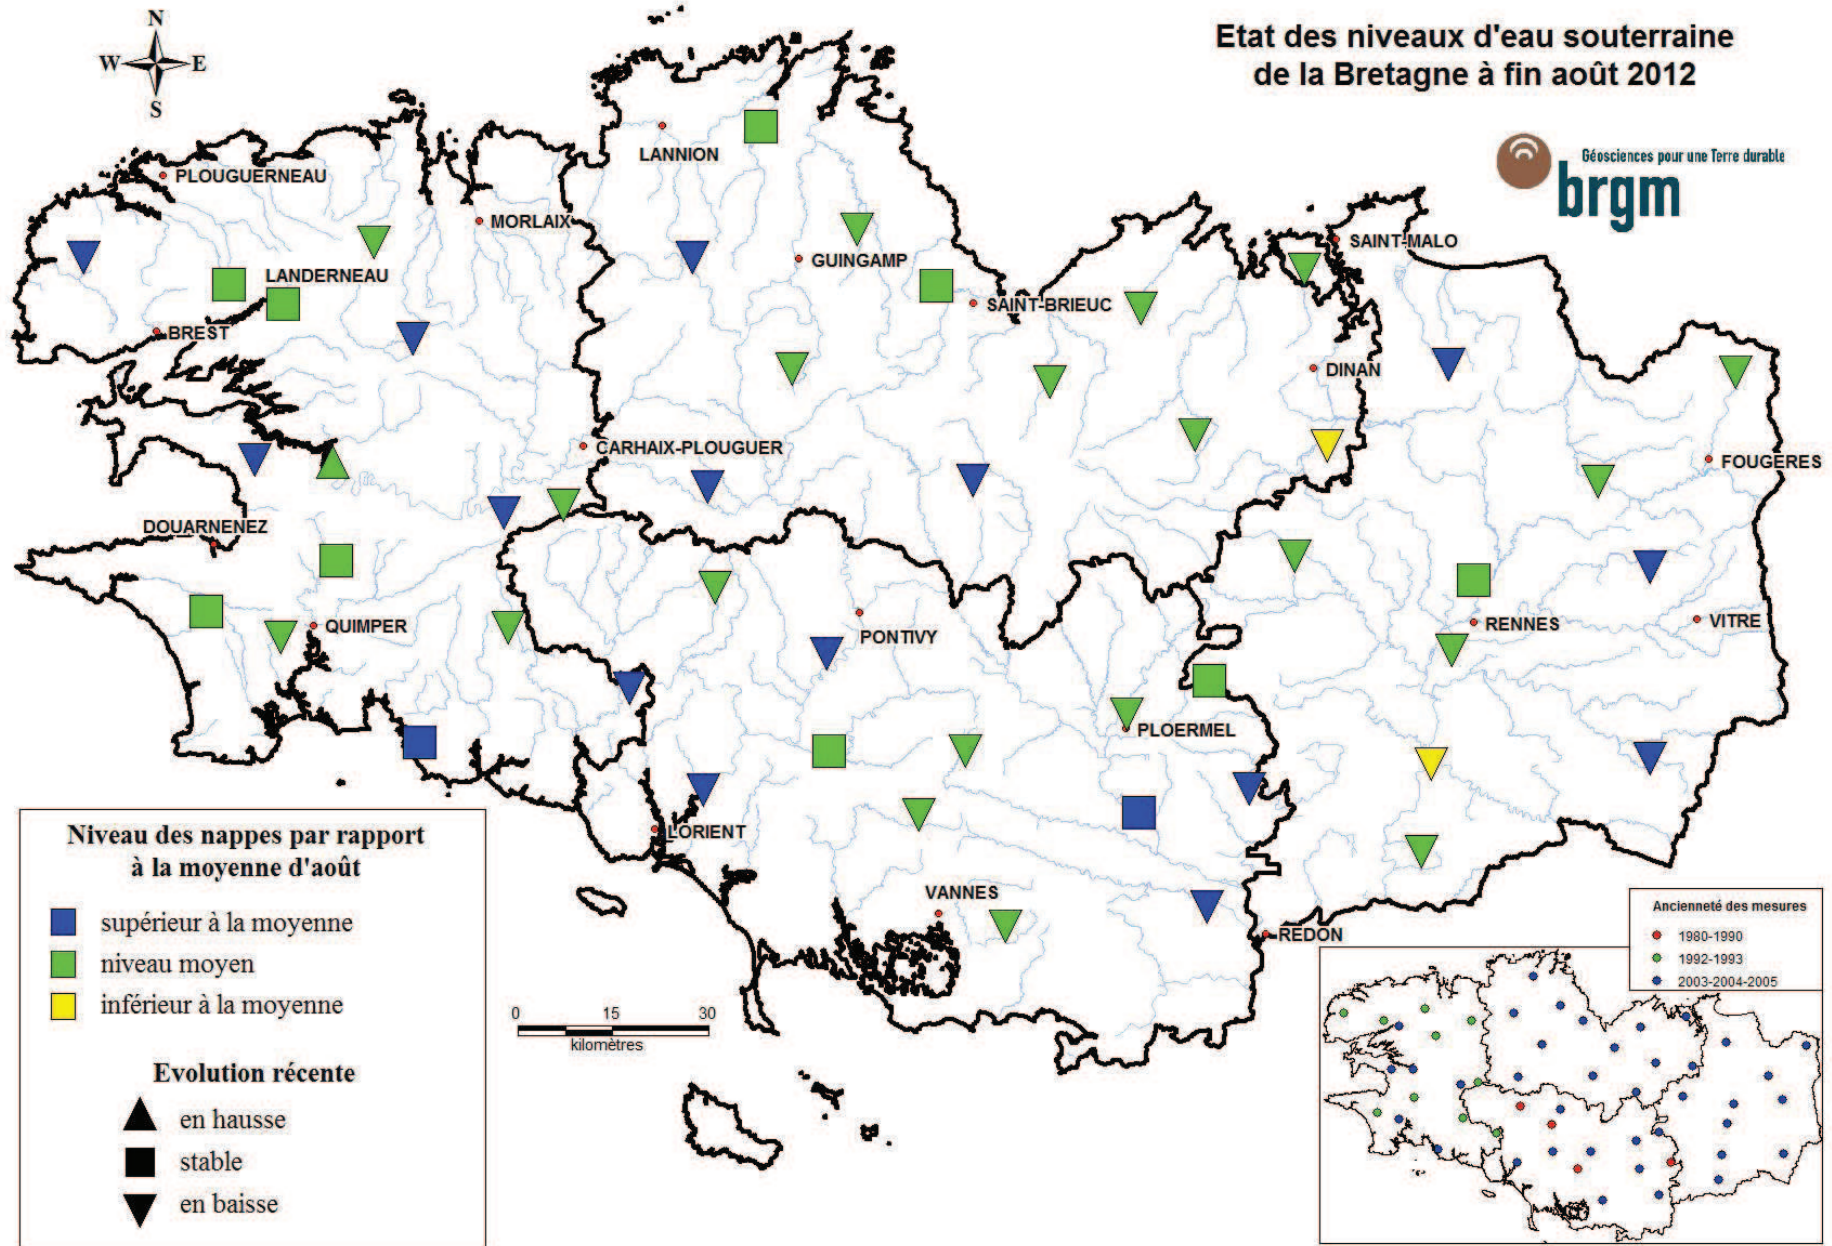 Etat des niveaux d'eau souterraine
de la Bretagne à fin août 2012
N
W E
S
Géosciences pour une Terre durable
brgm
LANNION
PLOUGUERNEAU
MORLAIX
GUINGAMP
SAINT-MALO
LANDERNEAU
SAINT-BRIEUC
BREST
DINAN
CARHAIX-PLOUGUER
FOUGERES
DOUARNENEZ
QUIMPER
PONTIVY
RENNES
VITRE
PLOERMEL
LORIENT
VANNES
REDON
Niveau des nappes par rapport
à la moyenne d'août
supérieur à la moyenne
niveau moyen
inférieur à la moyenne
Evolution récente
en hausse
stable
en baisse
0 15 30
kilomètres
Ancienneté des mesures
1980-1990
1992-1993
2003-2004-2005